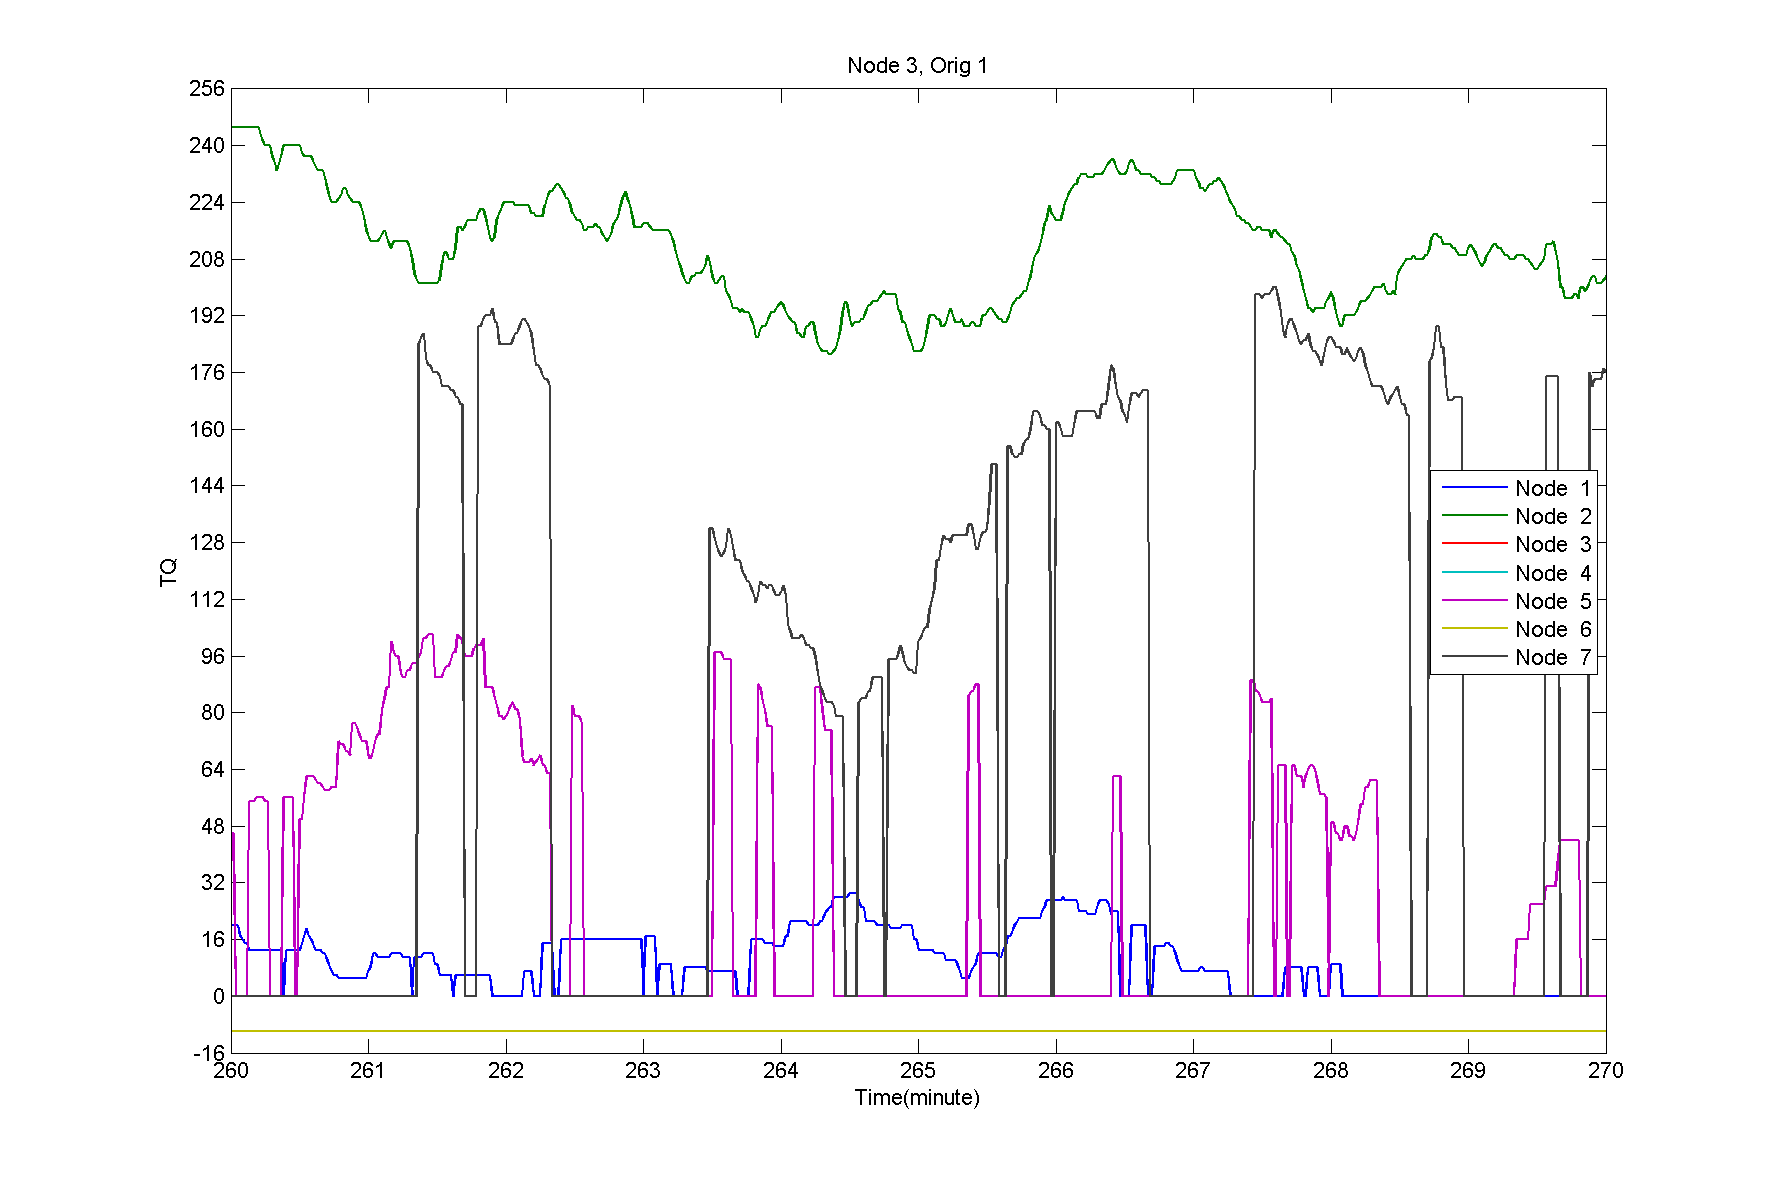 Node 3, Orig 1
256
240
224
208
192
176
160
144
128
112
96
80
64
48
32
16
0
-16
TQ
Node 1
Node 2
Node 3
Node 4
Node 5
Node 6
Node 7
260 261 262 263 264 265 266 267 268 269 270
Time(minute)